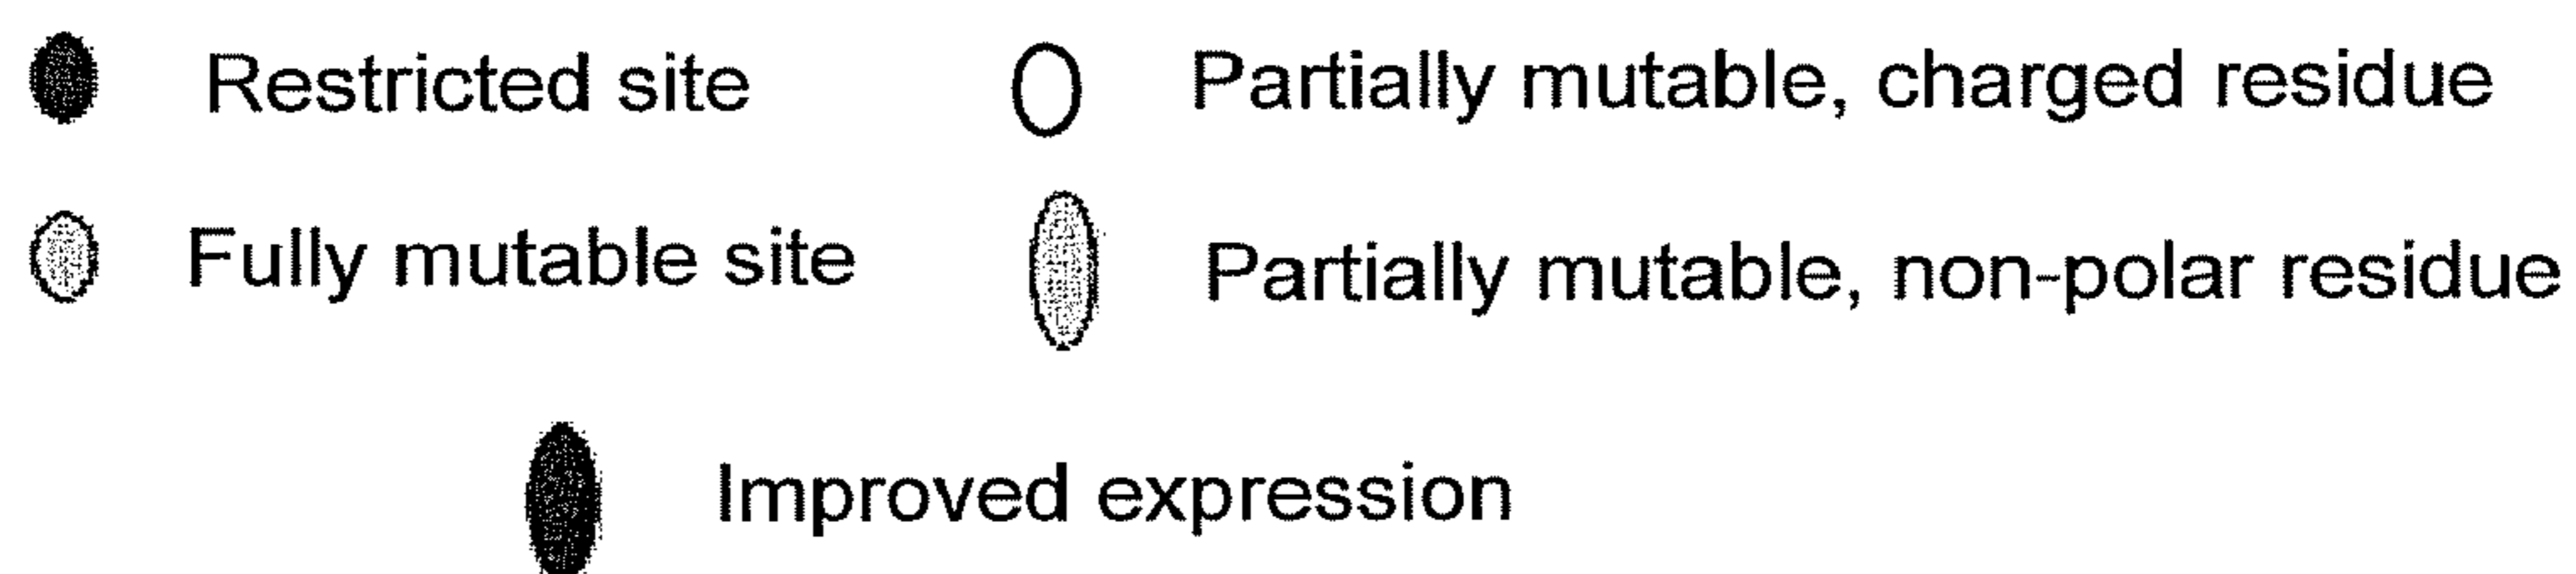 Restricted site
Partially mutable, charged residue
Fully mutable site
Partially mutable, non-polar residue
Improved expression